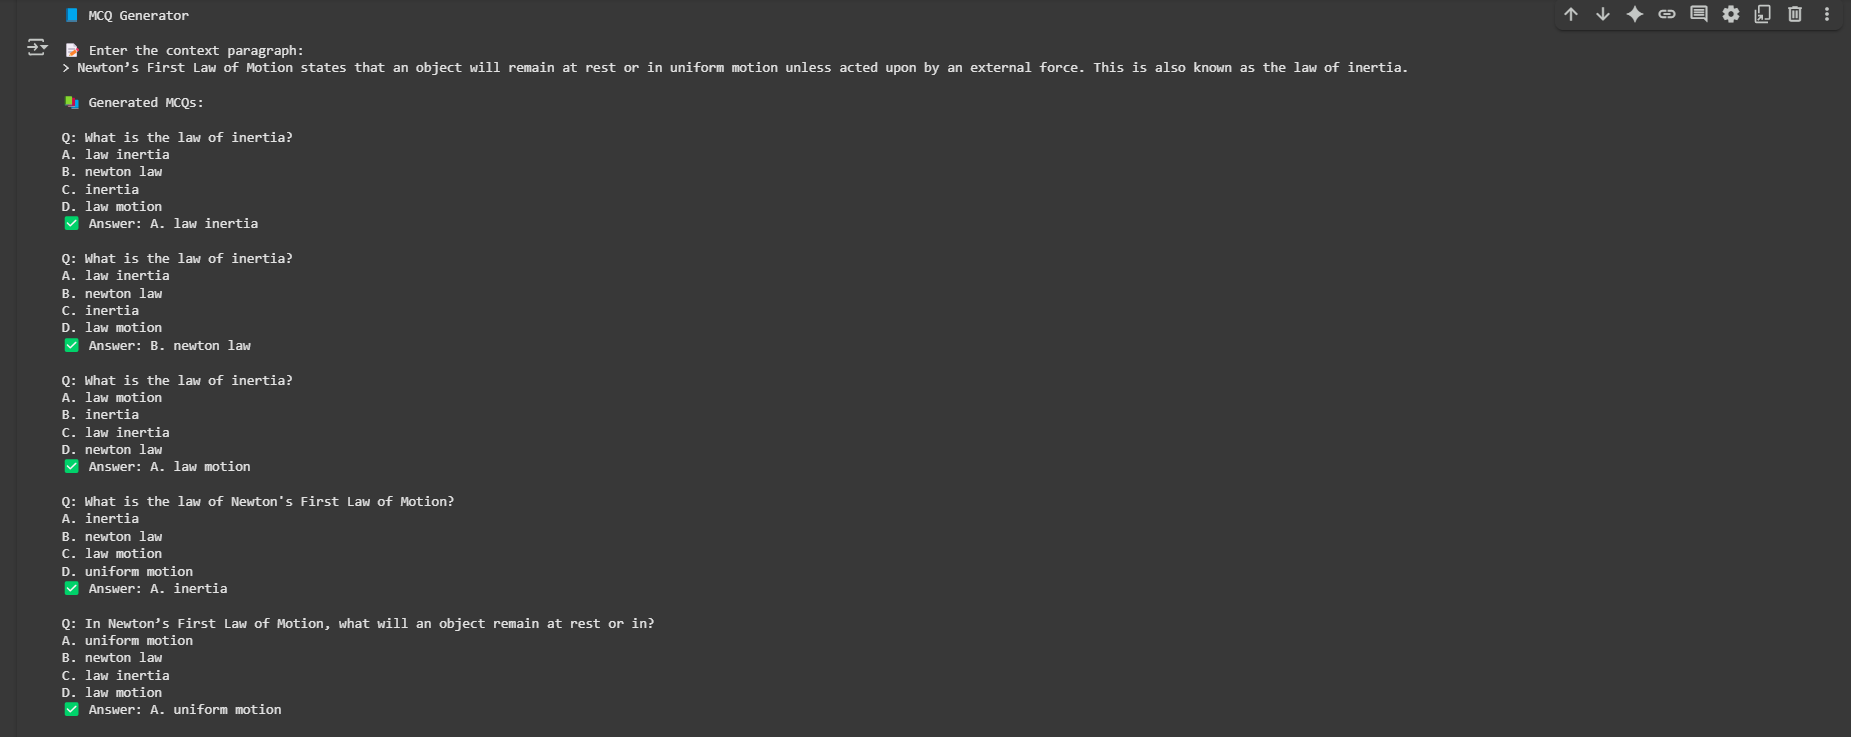 MCQ Generator
Enter the context paragraph:
> Newton’s First Law of Motion states that an object will remain at rest or in uniform motion unless acted upon by an external force. This is also known as the law of inertia.
Generated MCQs:
Q: What is the law of inertia?
A. law inertia
B. newton law
C. inertia
D. law motion
Answer: A. law inertia
Q: What is the law of inertia?
A. law inertia
B. newton law
C. inertia
D. law motion
Answer: B. newton law
Q: What is the law of inertia?
A. law motion
B. inertia
C. law inertia
D. newton law
Answer: A. law motion
Q: What is the law of Newton's First Law of Motion?
A. inertia
B. newton law
C. law motion
D. uniform motion
Answer: A. inertia
Q: In Newton’s First Law of Motion, what will an object remain at rest or in?
A. uniform motion
B. newton law
C. law inertia
D. law motion
Answer: A. uniform motion